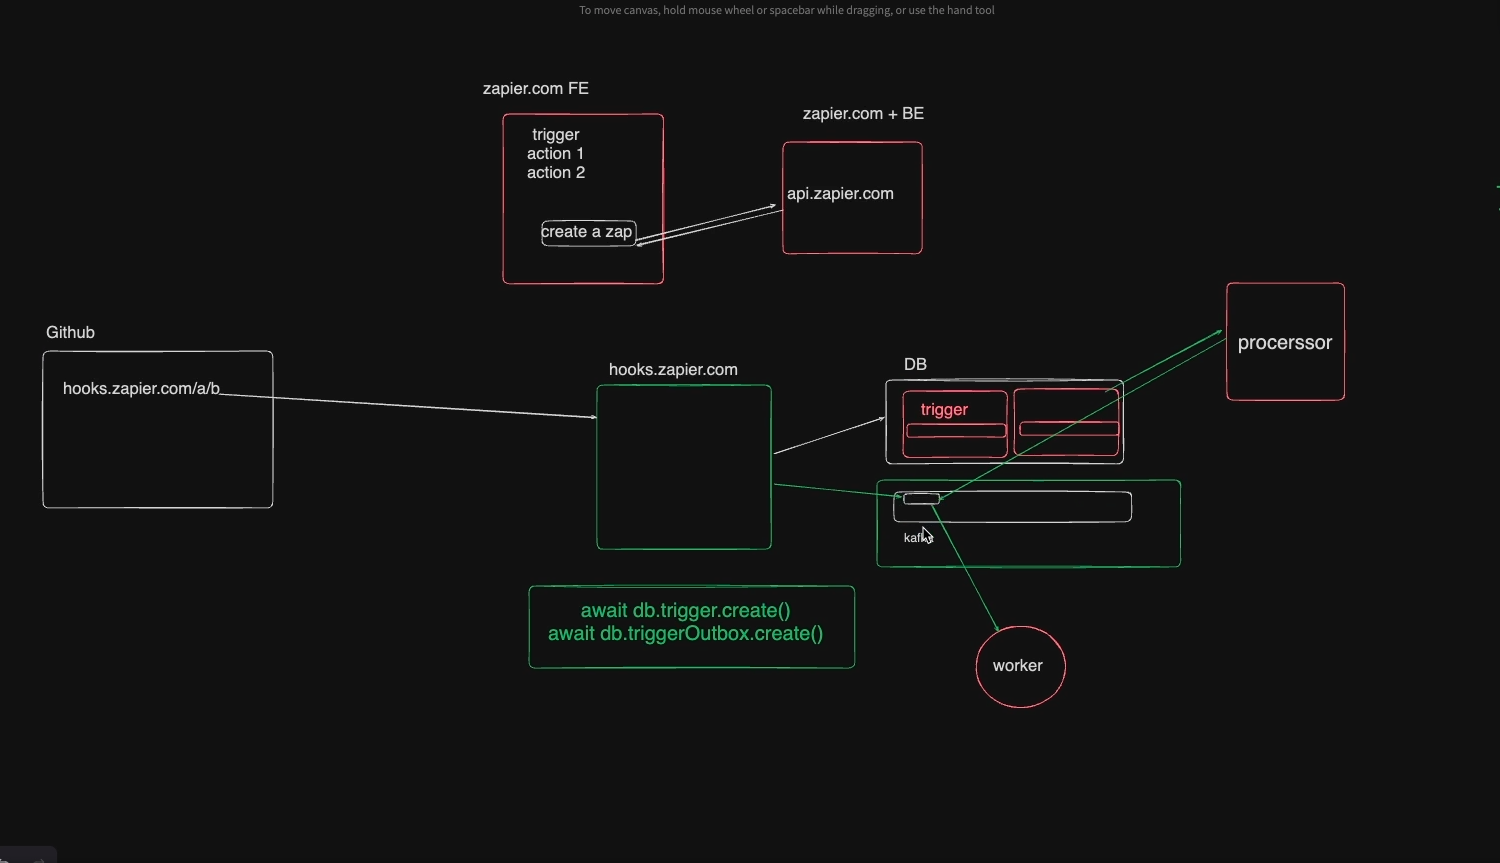 To move canvas, hold mouse wheel or spacebar while dragging, or use the hand tool
zapier.com FE
zapier.com + BE
trigger
action 1
action 2
api.zapier.com
create a zap
Github
procerssor
hooks.zapier.com
DB
hooks.zapier.com/a/b
trigger
await db.trigger.create()
await db.triggerOutbox.create()
worker